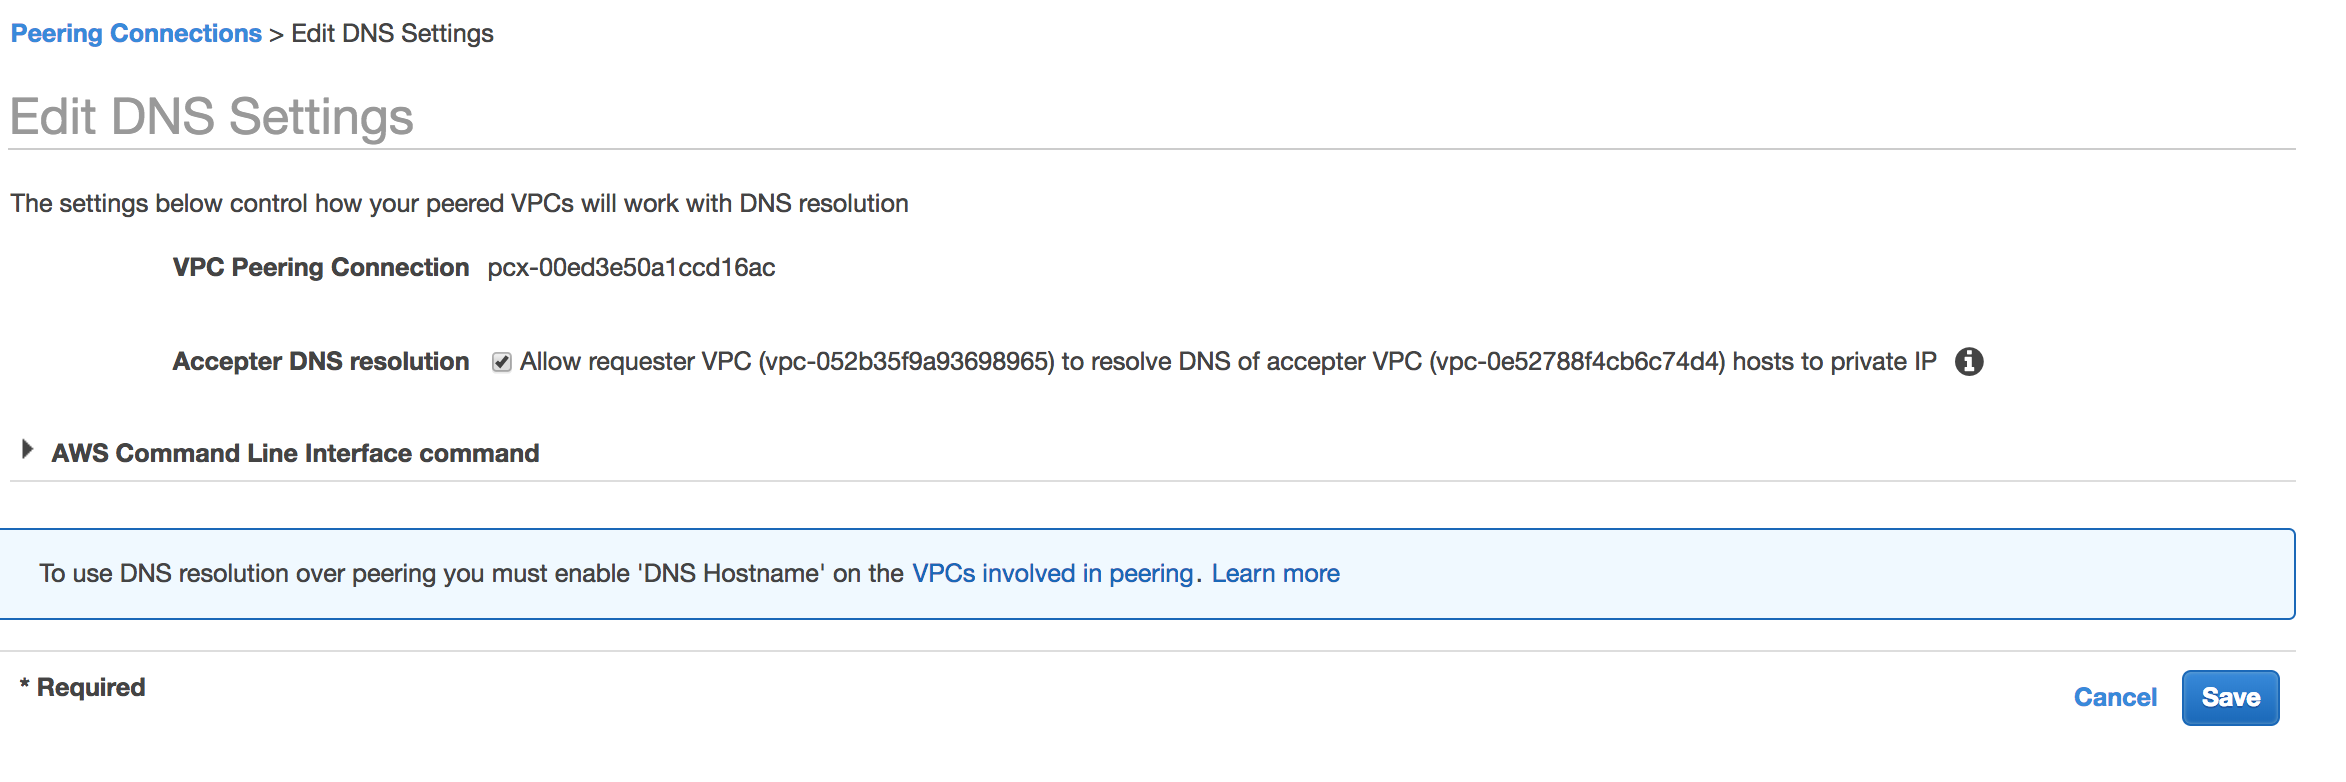 Peering Connections > Edit DNS Settings
Edit DNS Settings
The settings below control how your peered VPCs will work with DNS resolution
VPC Peering Connection pcx-00ed3e50a1ccd16ac
Accepter DNS resolution Allow requester VPC (vpc-052b35f9a93698965) to resolve DNS of accepter VPC (vpc-0e52788f4cb6c74d4) hosts to private IP
AWS Command Line Interface command
To use DNS resolution over peering you must enable 'DNS Hostname' on the VPCs involved in peering. Learn more
* Required
Cancel Save